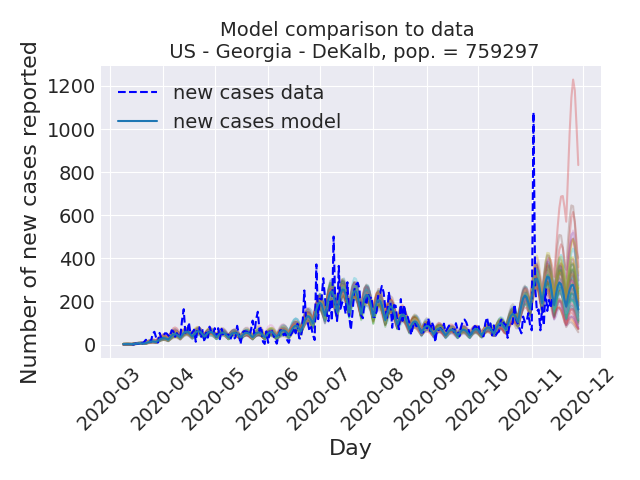 Model comparison to data
US - Georgia - DeKalb, pop. = 759297
Number of new cases reported
1200
1000
800
600
400
200
0
new cases data
new cases model
2020-03
2020-04
2020-05
2020-06
2020-07
2020-08
2020-09
2020-10
2020-11
2020-12
Day